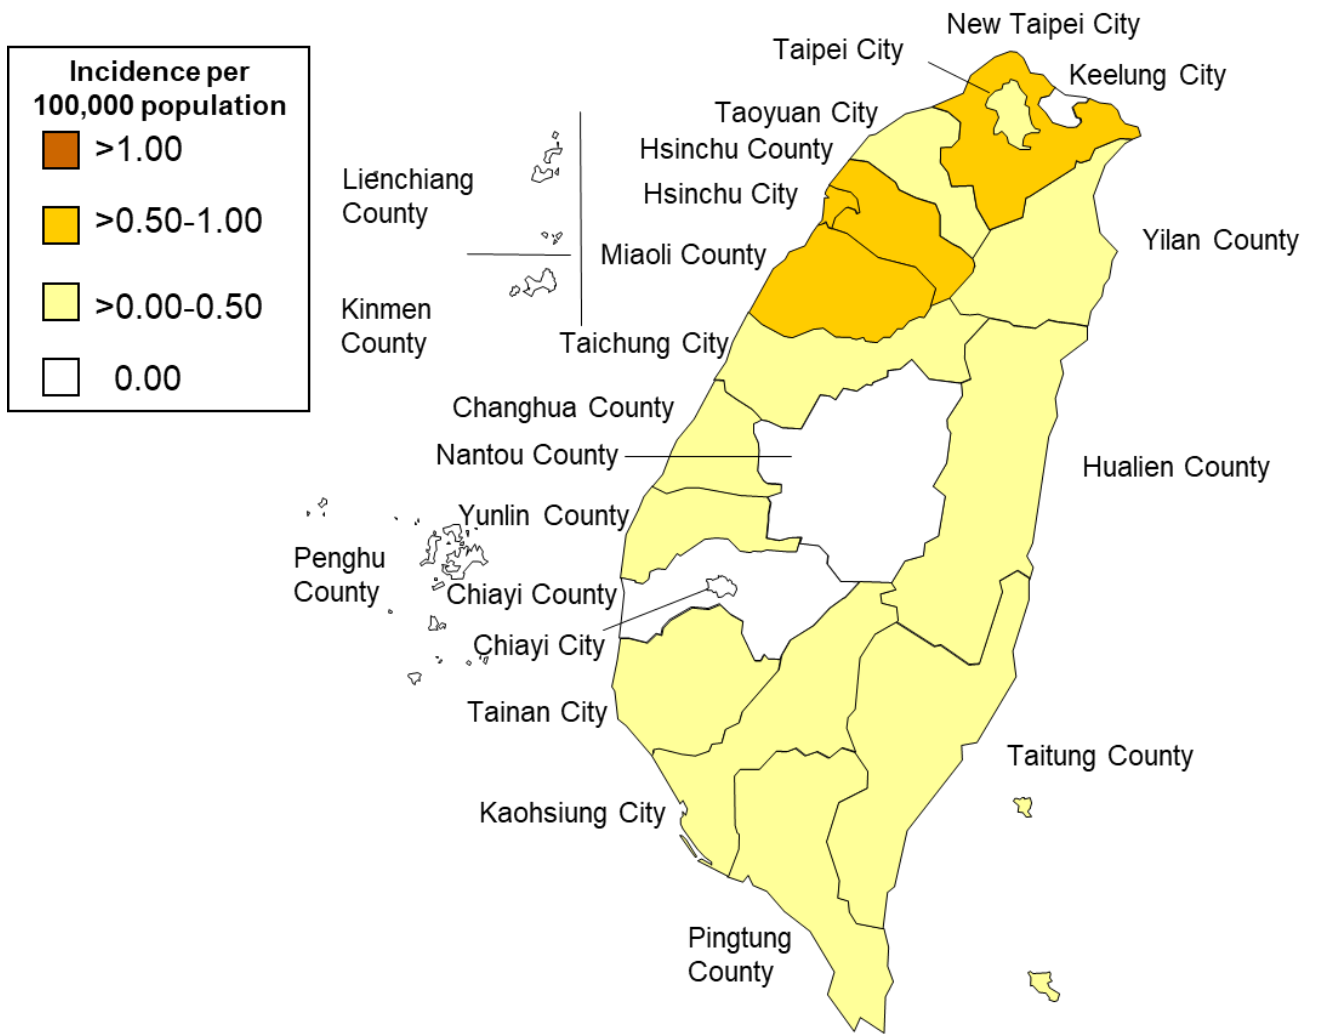 Incidence per
100,000 population
>1.00
>0.50-1.00
>0.00-0.50
0.00
New Taipei City
Taipei City
Keelung City
Taoyuan City
Hsinchu County
Hsinchu City
Lienchiang
County
Yilan County
Miaoli County
Kinmen
County
Taichung City
Changhua County
Nantou County
Hualien County
Yunlin County
Penghu
County
Chiayi County
Chiayi City
Tainan City
Taitung County
Kaohsiung City
Pingtung
County